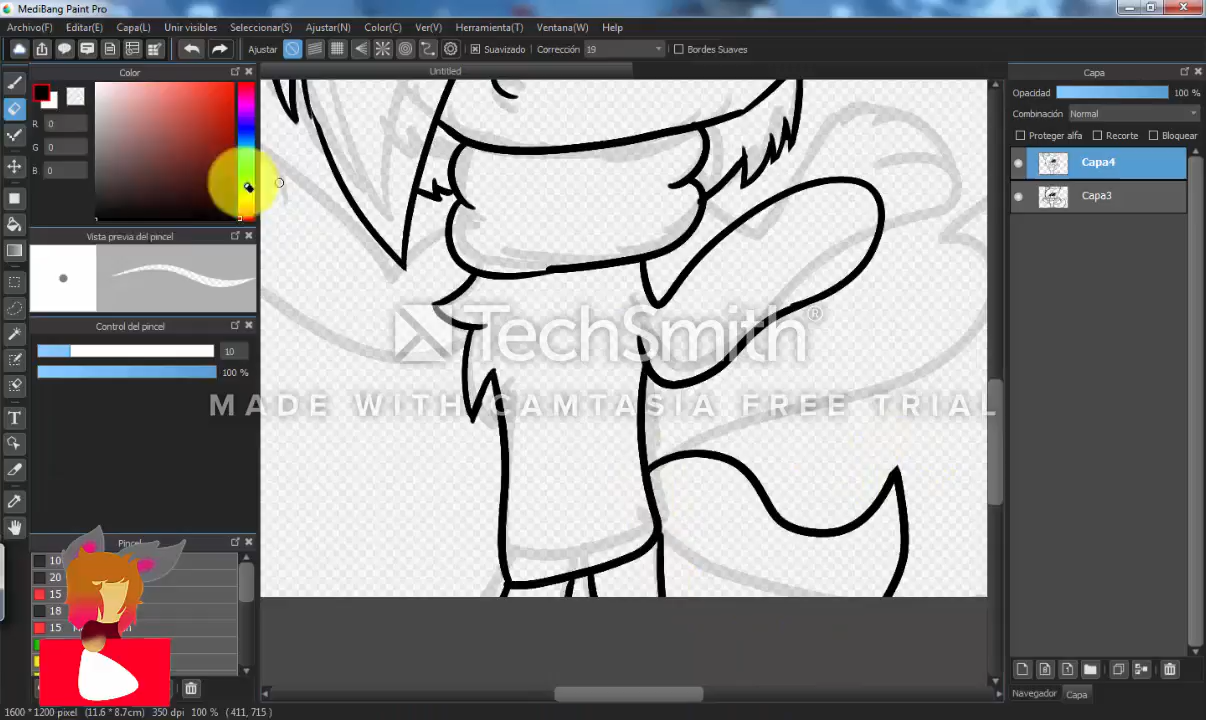 MediBang Paint Pro
Archivo(F) Editar(E) Capa(L) Unir visibles Seleccionar(S) Ajustar(N) Color(C) Ver(V) Herramienta(T) Ventana(W) Help
Ajustar Suavizado Corrección 19 Bordes Suaves
Color Untitled Capa
Opacidad 100 %
Combinación Normal
R 0
G 0
B 0
Proteger alfa Recorte Bloquear
Capa4
Capa3
Vista previa del pincel
TechSmith®
MADE WITH CAMTASIA FREE TRIAL
Control del pincel
10
100 %
T
Pincel
10
20
15
18
15
Navegador Capa
1600 * 1200 pixel (11.6 * 8.7cm) 350 dpi 100 % ( 411, 715 )